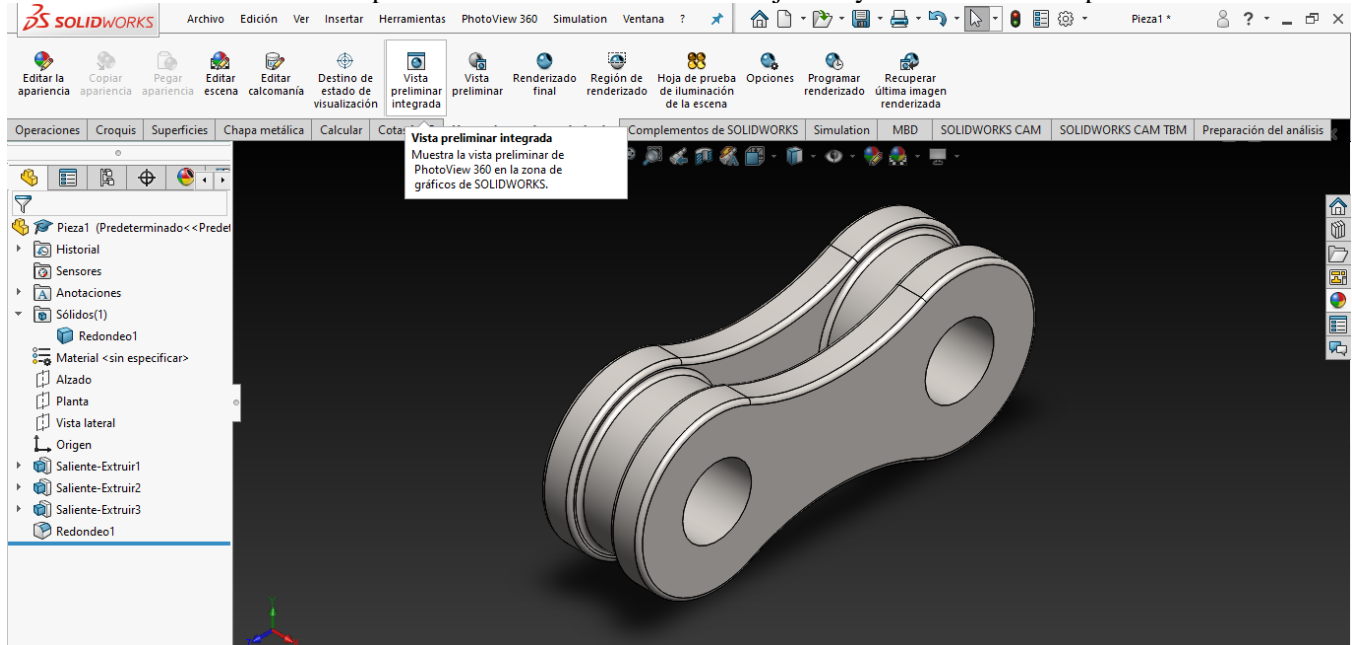 SOLIDWORKS Archivo Edición Ver Insertar Herramientas PhotoView 360 Simulation Ventana ? Pieza1 * ?
Editar la apariencia
Copiar apariencia
Pegar apariencia
Editar escena
Editar calcomanía
Destino de estado de visualización
Vista preliminar integrada
Vista preliminar
Renderizado final
Región de renderizado
Hoja de prueba de iluminación de la escena
Opciones
Programar renderizado
Recuperar última imagen renderizada
Operaciones Croquis Superficies Chapa metálica Calcular Complementos de SOLIDWORKS Simulation MBD SOLIDWORKS CAM SOLIDWORKS CAM TBM Preparación del análisis
Vista preliminar integrada
Muestra la vista preliminar de
PhotoView 360 en la zona de
gráficos de SOLIDWORKS.
Pieza1 (Predeterminado<<Predet
Historial
Sensores
Anotaciones
Sólidos(1)
Redondeo1
Material <sin especificar>
Alzado
Planta
Vista lateral
Origen
Saliente-Extruir1
Saliente-Extruir2
Saliente-Extruir3
Redondeo1